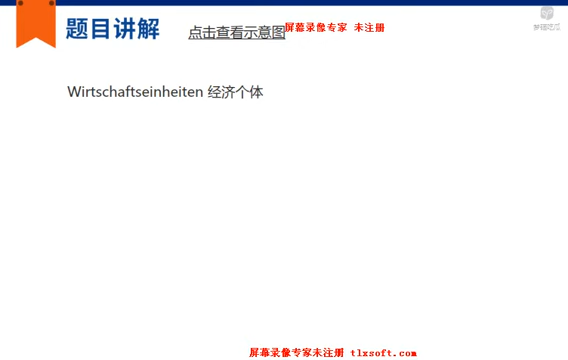 题目讲解 点击查看示意图 屏幕录像专家 未注册
Wirtschaftseinheiten 经济个体
屏幕录像专家未注册 tlxsoft.com